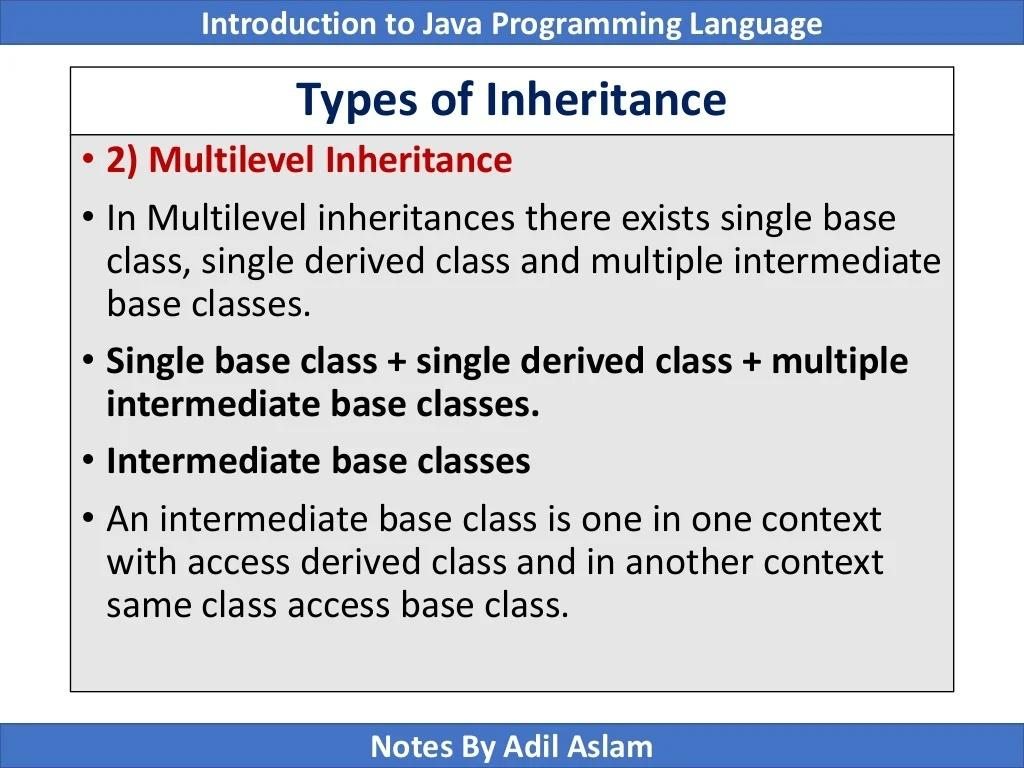 Introduction to Java Programming Language
Types of Inheritance
• 2) Multilevel Inheritance
• In Multilevel inheritances there exists single base
class, single derived class and multiple intermediate
base classes.
• Single base class + single derived class + multiple
intermediate base classes.
• Intermediate base classes
• An intermediate base class is one in one context
with access derived class and in another context
same class access base class.
Notes By Adil Aslam